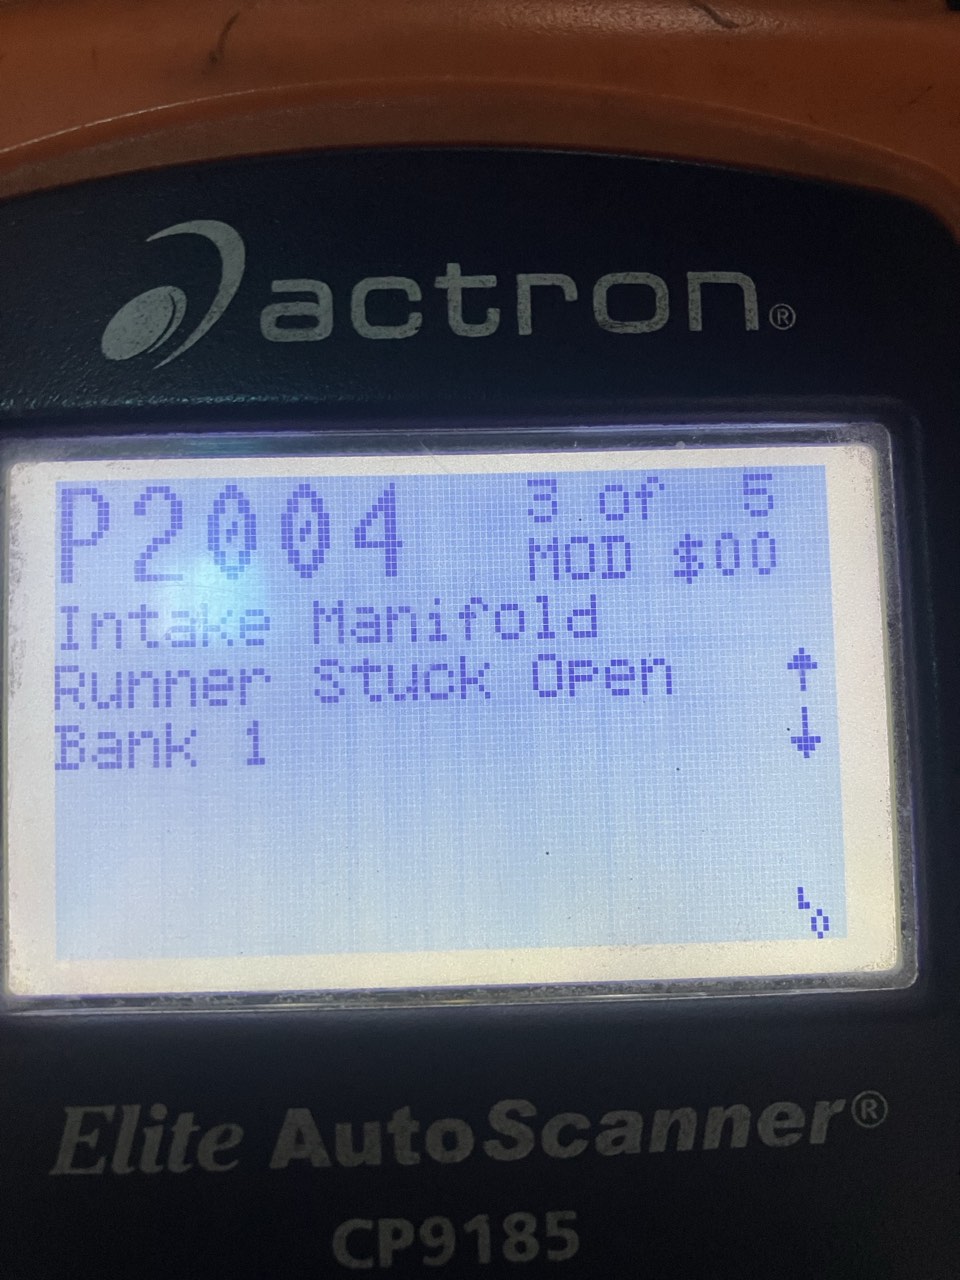 actron®
P2004
3 of 5
MOD $00
Intake Manifold
Runner Stuck Open
Bank 1
Elite AutoScanner®
CP9185